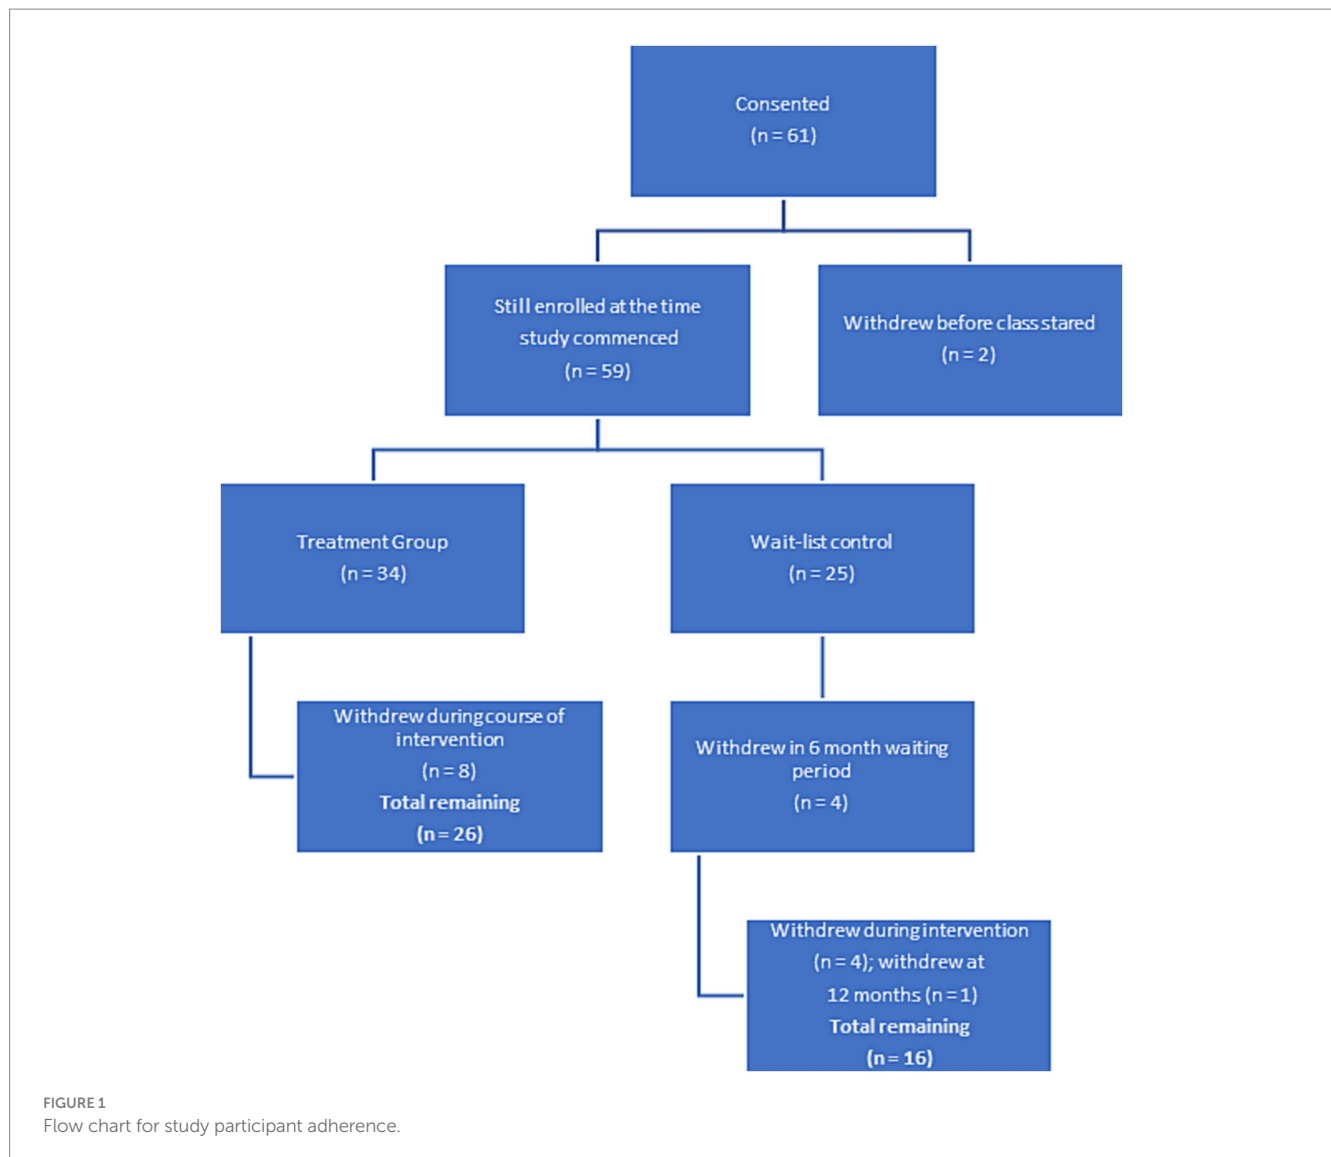 Consented
(n = 61)
Still enrolled at the time
study commenced
(n = 59)
Withdrew before class stared
(n = 2)
Treatment Group
(n = 34)
Wait-list control
(n = 25)
Withdrew during course of
intervention
(n = 8)
Total remaining
(n = 26)
Withdrew in 6 month waiting
period
(n = 4)
Withdrew during intervention
(n = 4); withdrew at
12 months (n = 1)
Total remaining
(n = 16)
FIGURE 1
Flow chart for study participant adherence.